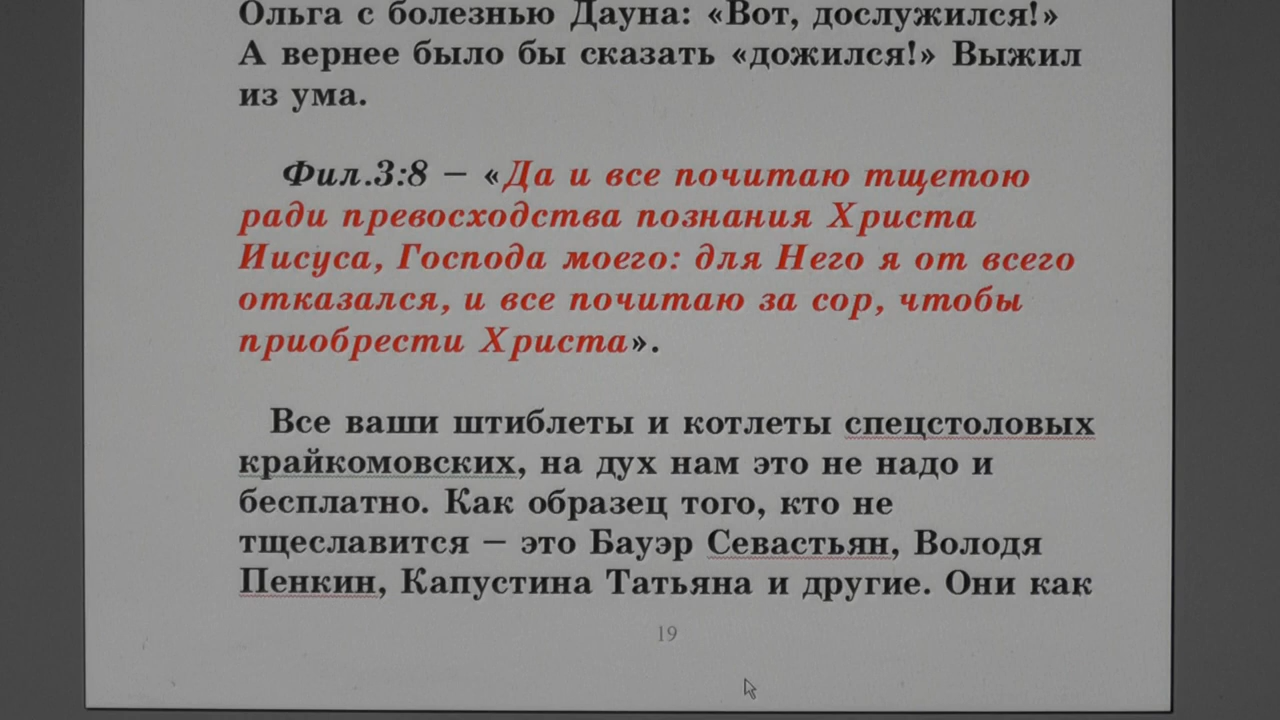 Ольга с болезнью Дауна: «Вот, дослужился!»
А вернее было бы сказать «дожился!» Выжил
из ума.
Фил.3:8 – «Да и все почитаю тщетою
ради превосходства познания Христа
Иисуса, Господа моего: для Него я от всего
отказался, и все почитаю за сор, чтобы
приобрести Христа».
Все ваши штиблеты и котлеты спецстоловых
крайкомовских, на дух нам это не надо и
бесплатно. Как образец того, кто не
тщеславится – это Бауэр Севастьян, Володя
Пенкин, Капустина Татьяна и другие. Они как
19